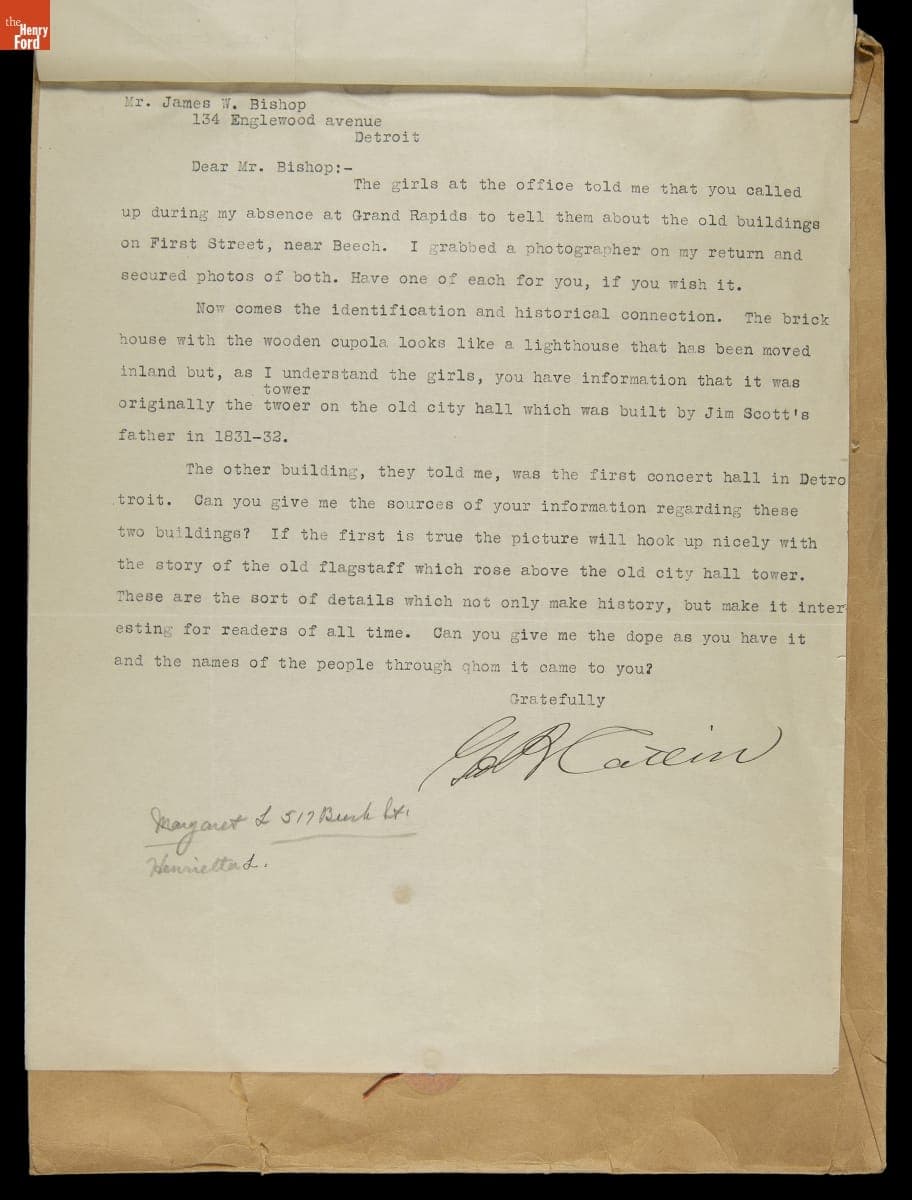 the
Henry
Ford
Mr. James W. Bishop
134 Englewood avenue
Detroit
Dear Mr. Bishop:-
The girls at the office told me that you called
up during my absence at Grand Rapids to tell them about the old buildings
on First Street, near Beech. I grabbed a photographer on my return and
secured photos of both. Have one of each for you, if you wish it.
Now comes the identification and historical connection. The brick
house with the wooden cupola looks like a lighthouse that has been moved
inland but, as I understand the girls, you have information that it was
tower
originally the twoer on the old city hall which was built by Jim Scott's
father in 1831-32.
The other building, they told me, was the first concert hall in Detro
troit. Can you give me the sources of your information regarding these
two buildings? If the first is true the picture will hook up nicely with
the story of the old flagstaff which rose above the old city hall tower.
These are the sort of details which not only make history, but make it inter
esting for readers of all time. Can you give me the dope as you have it
and the names of the people through qhom it came to you?
Gratefully
Geo B Catlin
Margaret L 517
Henrietta L.